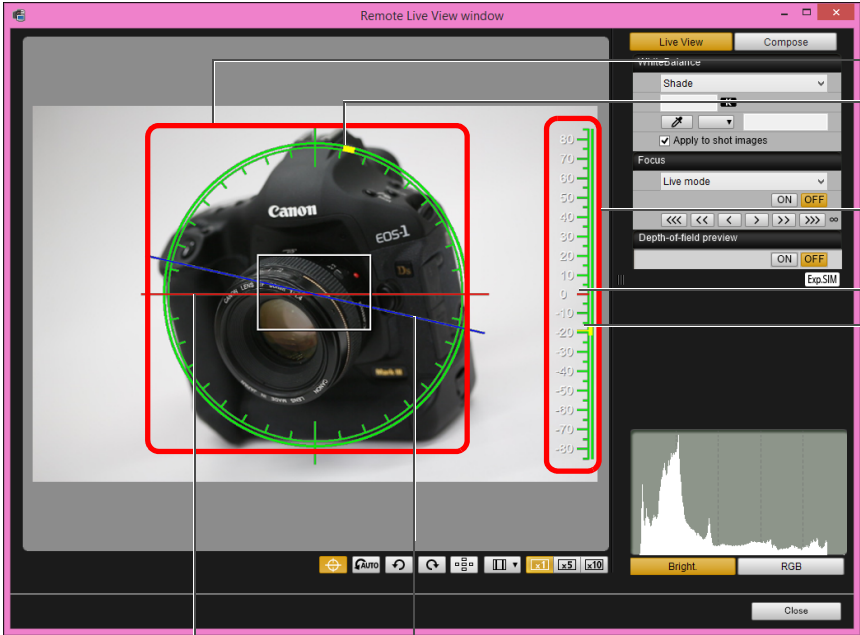 Remote Live View window
Live View
Compose
WhiteBalance
Shade
K
Apply to shot images
Focus
Live mode
ON
OFF
∞
Depth-of-field preview
ON
OFF
Exp.SIM
80
70
60
50
40
30
20
10
0
-10
-20
-30
-40
-50
-60
-70
-80
Canon
EOS-1
Ds
Mark III
AUTO
x1
x5
x10
Bright.
RGB
Close